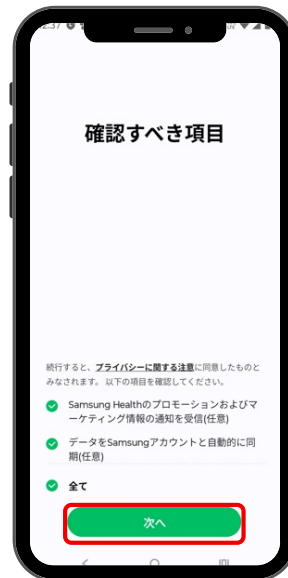 確認すべき項目
続行すると、プライバシーに関する注意に同意したものと
みなされます。 以下の項目を確認してください。
Samsung Healthのプロモーションおよびマ
ーケティング情報の通知を受信(任意)
データをSamsungアカウントと自動的に同
期(任意)
全て
次へ